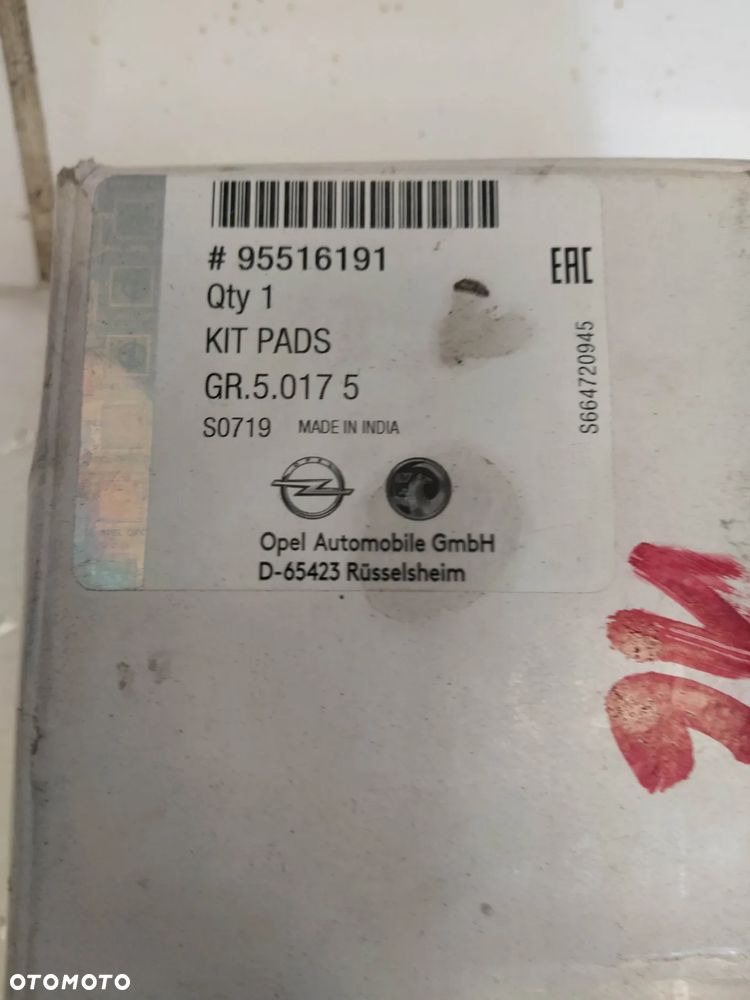 # 95516191
Qty 1
KIT PADS
GR.5.017 5
S0719 MADE IN INDIA
EAC
S664720945
OPEL
Opel Automobile GmbH
D-65423 Rüsselsheim
OTOMOTO